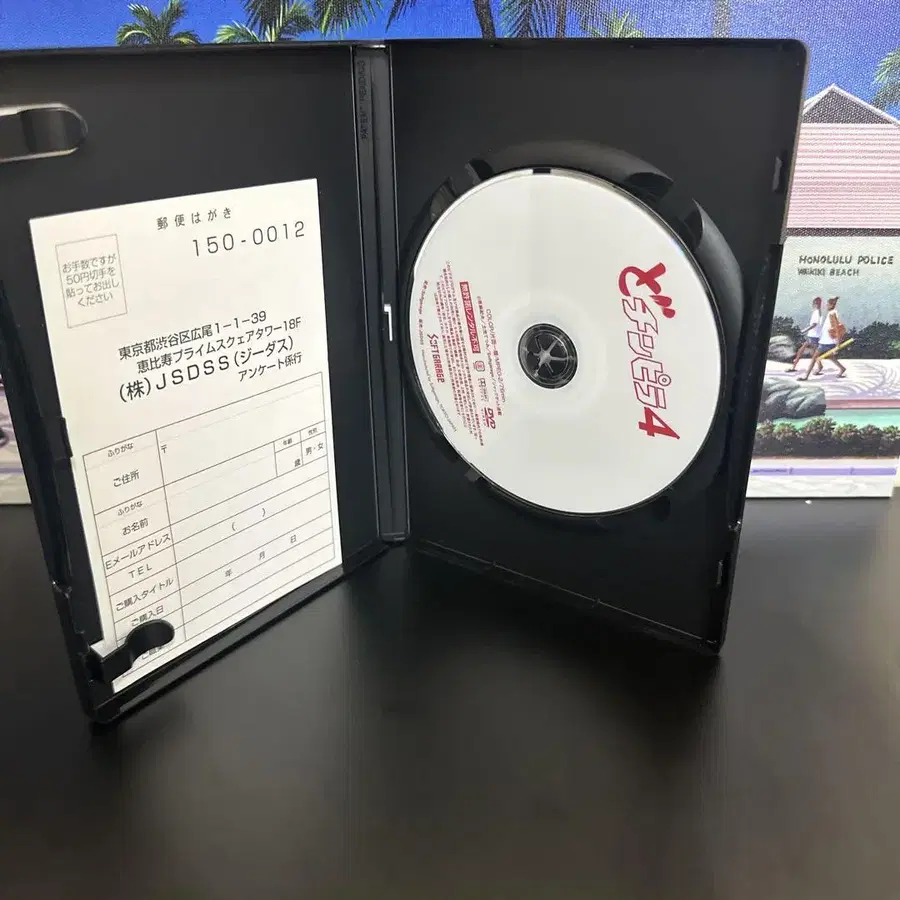 郵便はがき
150-0012
お手数ですが
50円切手を
貼ってお出し
ください
東京都渋谷区広尾1-1-39
恵比寿プライムスクェアタワー18F
(株)JSDSS(ジーダス)
アンケート係行
ふりがな
ご住所
〒
年齢
歳
性別
男・女
ふりがな
お名前
Eメールアドレス
TEL
( )
ご購入タイトル
ご購入日
年 月 日
どチンピラ4
SOFTGARAGE
DVD
HONOLULU POLICE
WAIKIKI BEACH